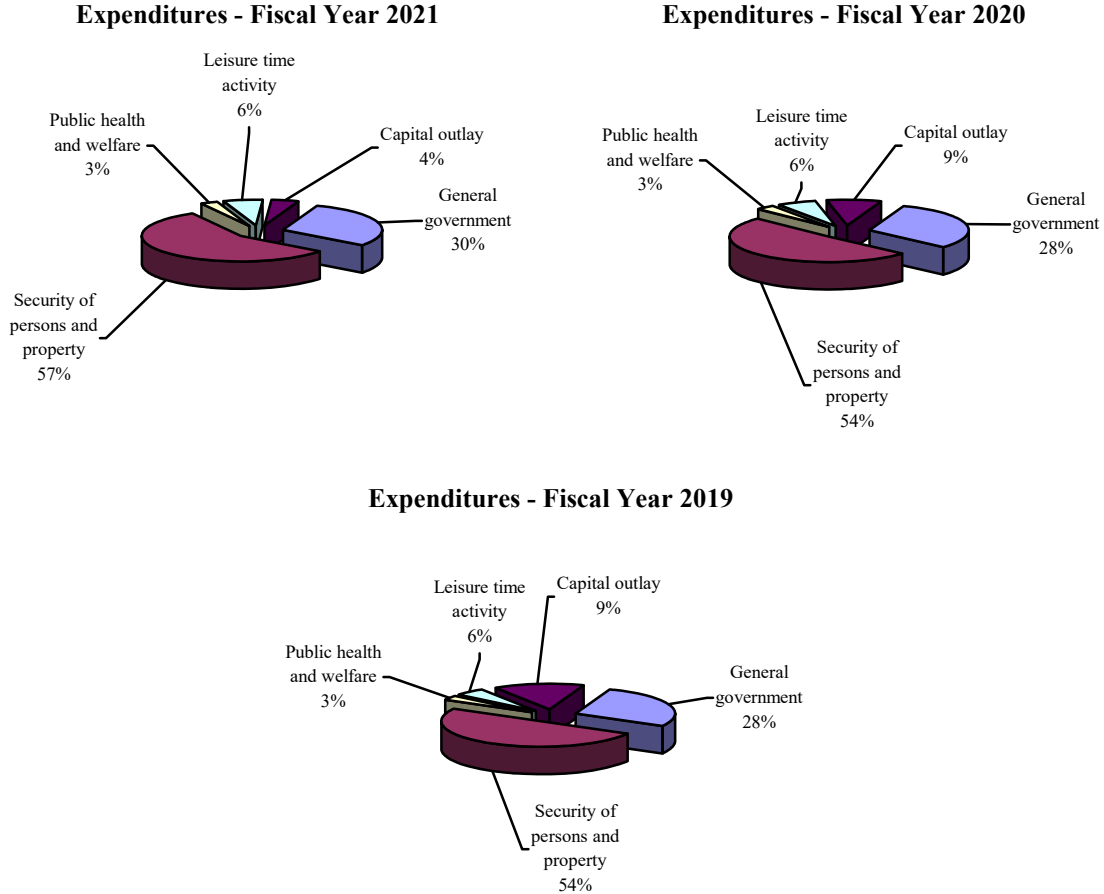 Expenditures - Fiscal Year 2021
Leisure time
activity
6%
Public health
and welfare
3%
Capital outlay
4%
General
government
30%
Security of
persons and
property
57%
Expenditures - Fiscal Year 2020
Leisure time
activity
6%
Public health
and welfare
3%
Capital outlay
9%
General
government
28%
Security of
persons and
property
54%
Expenditures - Fiscal Year 2019
Leisure time
activity
6%
Capital outlay
9%
Public health
and welfare
3%
General
government
28%
Security of
persons and
property
54%